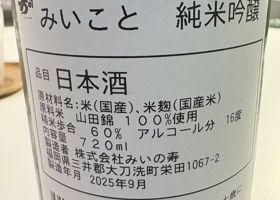 みいこと 純米吟醸
品目 日本酒
原材料名:米(国産)、米麹(国産米)
原料米 山田錦 100%使用
精米歩合 60% アルコール分 16度
内容量 720ml
製造者 株式会社みいの寿
福岡県三井郡大刀洗町栄田1067-2
製造年月 2025年9月